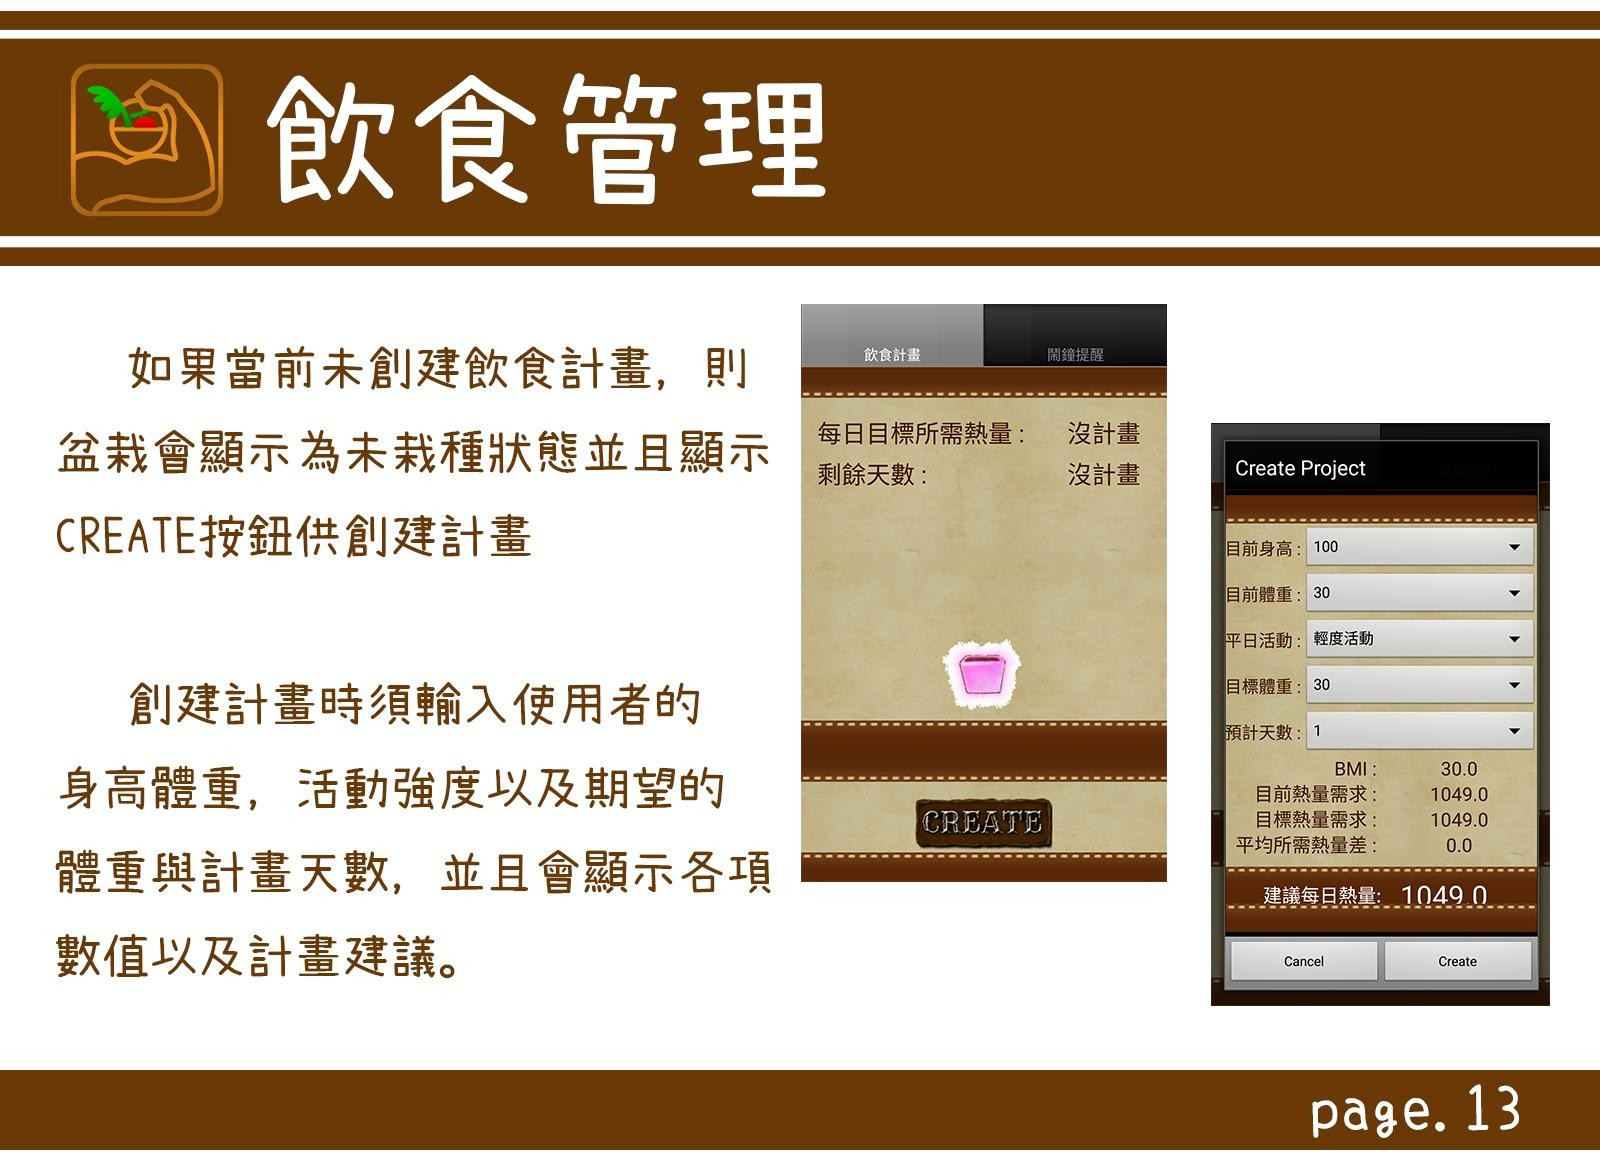 飲食管理
如果當前未創建飲食計畫，則
盆栽會顯示為未栽種狀態並且顯示
CREATE按鈕供創建計畫
創建計畫時須輸入使用者的
身高體重，活動強度以及期望的
體重與計畫天數，並且會顯示各項
數值以及計畫建議。
飲食計畫 鬧鐘提醒
每日目標所需熱量： 沒計畫
剩餘天數： 沒計畫
CREATE
Create Project
目前身高： 100
目前體重： 30
平日活動： 輕度活動
目標體重： 30
預計天數： 1
BMI： 30.0
目前熱量需求： 1049.0
目標熱量需求： 1049.0
平均所需熱量差： 0.0
建議每日熱量: 1049.0
Cancel Create
page. 13